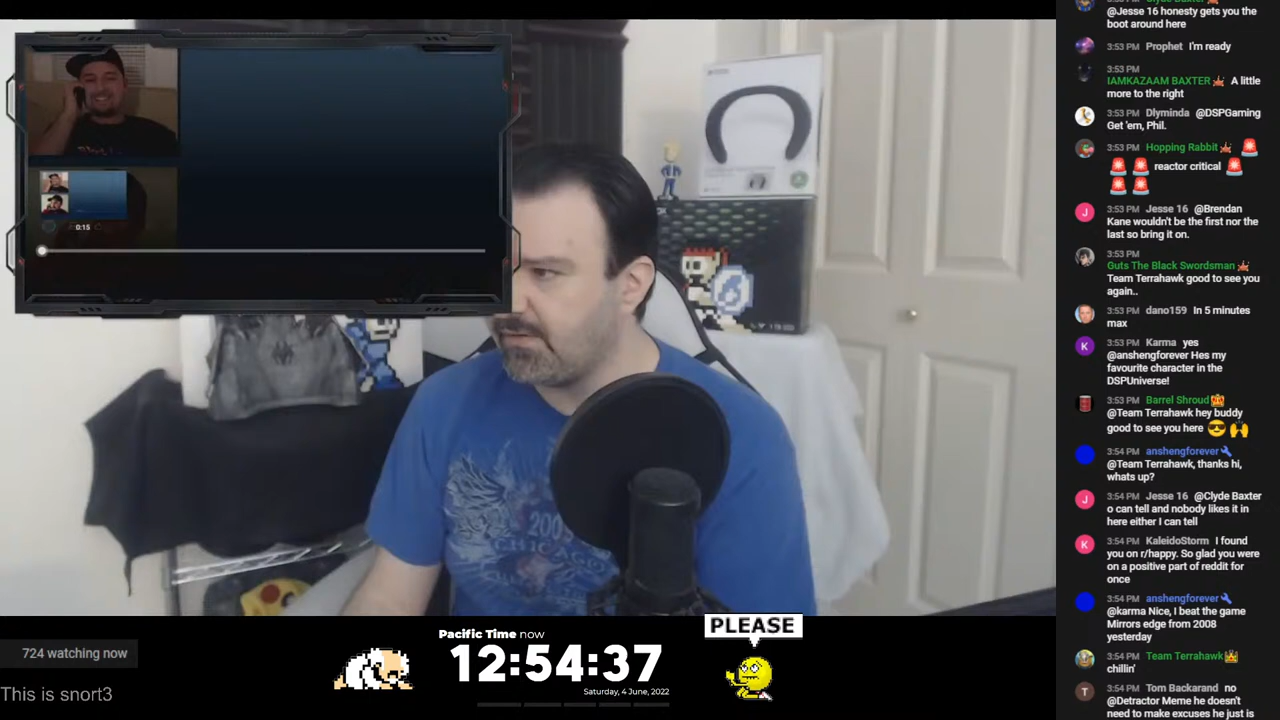 @Jesse 16 honesty gets you the
boot around here
3:53 PM Prophet I'm ready
3:53 PM
IAMKAZAAM BAXTER A little
more to the right
3:53 PM Dlyminda @DSPGaming
Get 'em, Phil.
3:53 PM Hopping Rabbit
reactor critical
3:53 PM Jesse 16 @Brendan
Kane wouldn't be the first nor the
last so bring it on.
3:53 PM
Guts The Black Swordsman
Team Terrahawk good to see you
again..
3:53 PM dano159 In 5 minutes
max
3:53 PM Karma yes
@anshengforever Hes my
favourite character in the
DSPUniverse!
3:53 PM Barrel Shroud
@Team Terrahawk hey buddy
good to see you here
3:54 PM anshengforever
@Team Terrahawk, thanks hi,
whats up?
3:54 PM Jesse 16 @Clyde Baxter
o can tell and nobody likes it in
here either I can tell
3:54 PM KaleidoStorm I found
you on r/happy. So glad you were
on a positive part of reddit for
once
3:54 PM anshengforever
@karma Nice, I beat the game
Mirrors edge from 2008
yesterday
3:54 PM Team Terrahawk
chillin'
3:54 PM Tom Backarand no
@Detractor Meme he doesn't
need to make excuses he just is
0:15
200
CHICAGO
724 watching now
This is snort3
Pacific Time now
12:54:37
Saturday, 4 June, 2022
PLEASE